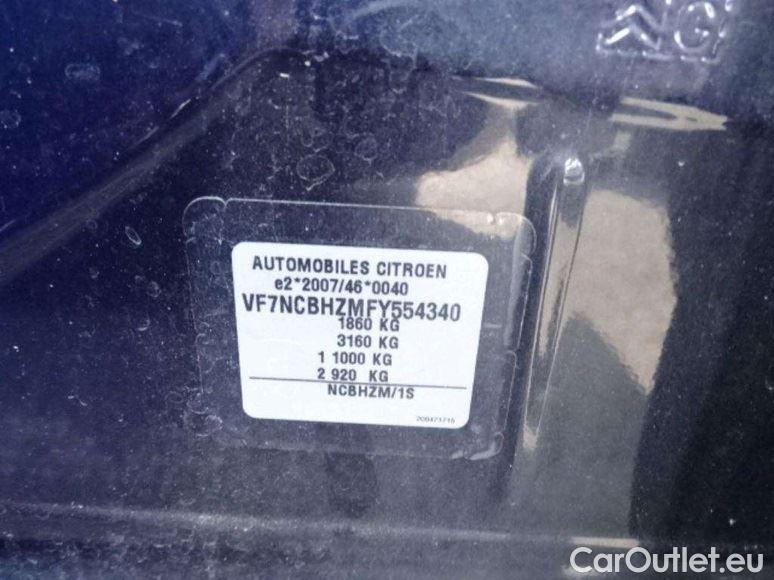 AUTOMOBILES CITROEN
e2*2007/46*0040
VF7NCBHZMFY554340
1860 KG
3160 KG
1 1000 KG
2 920 KG
NCBHZM/1S
CarOutlet.eu